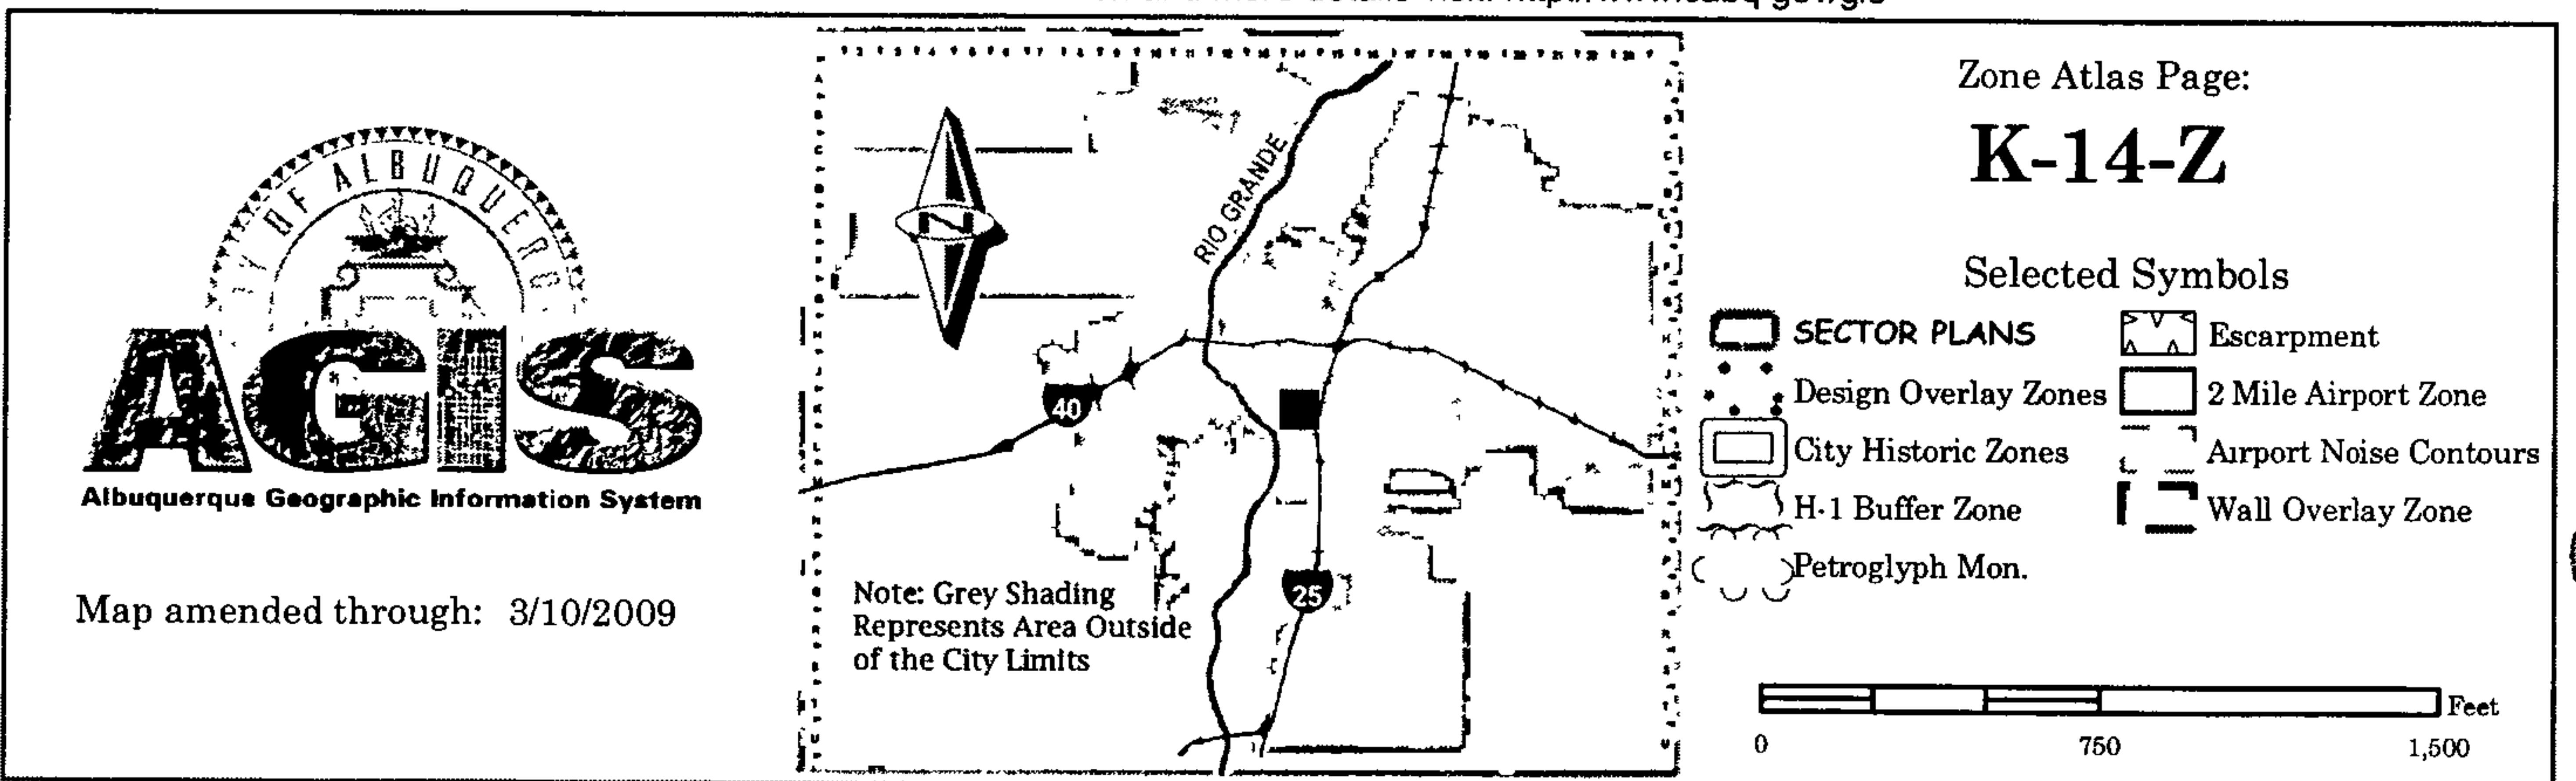 CITY OF ALBUQUERQUE
AGIS
Albuquerque Geographic Information System
Map amended through: 3/10/2009
RIO GRANDE
40
25
N
Note: Grey Shading
Represents Area Outside
of the City Limits
Zone Atlas Page:
K-14-Z
Selected Symbols
SECTOR PLANS
Escarpment
Design Overlay Zones
2 Mile Airport Zone
City Historic Zones
Airport Noise Contours
H-1 Buffer Zone
Wall Overlay Zone
Petroglyph Mon.
Feet
0 750 1,500